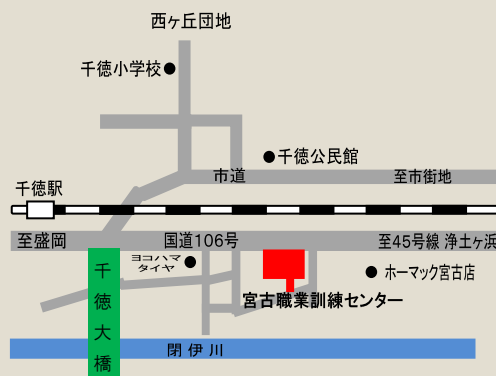 西ヶ丘団地
千徳小学校
千徳公民館
市道
至市街地
千徳駅
至盛岡
国道106号
至45号線 浄土ヶ浜
ヨコハマ
タイヤ
千徳大橋
ホーマック宮古店
宮古職業訓練センター
閉伊川